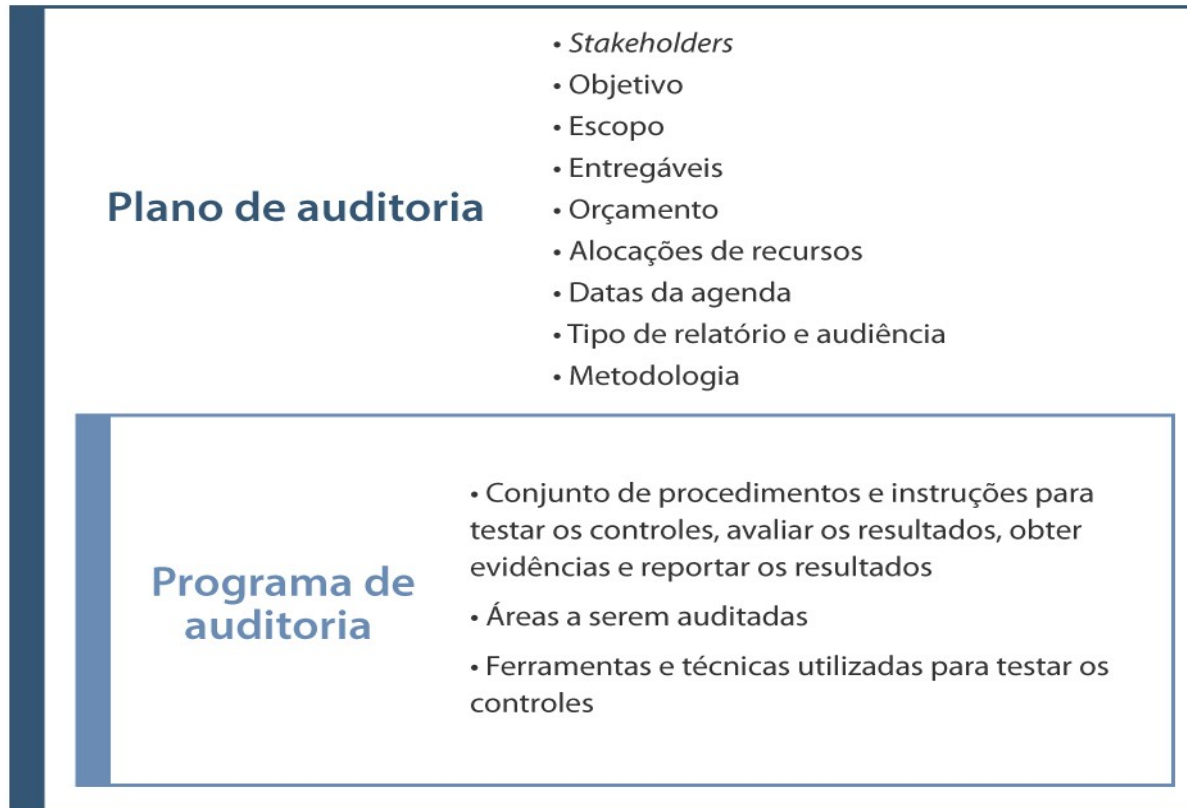 Plano de auditoria
• Stakeholders
• Objetivo
• Escopo
• Entregáveis
• Orçamento
• Alocações de recursos
• Datas da agenda
• Tipo de relatório e audiência
• Metodologia
Programa de
auditoria
• Conjunto de procedimentos e instruções para
testar os controles, avaliar os resultados, obter
evidências e reportar os resultados
• Áreas a serem auditadas
• Ferramentas e técnicas utilizadas para testar os
controles